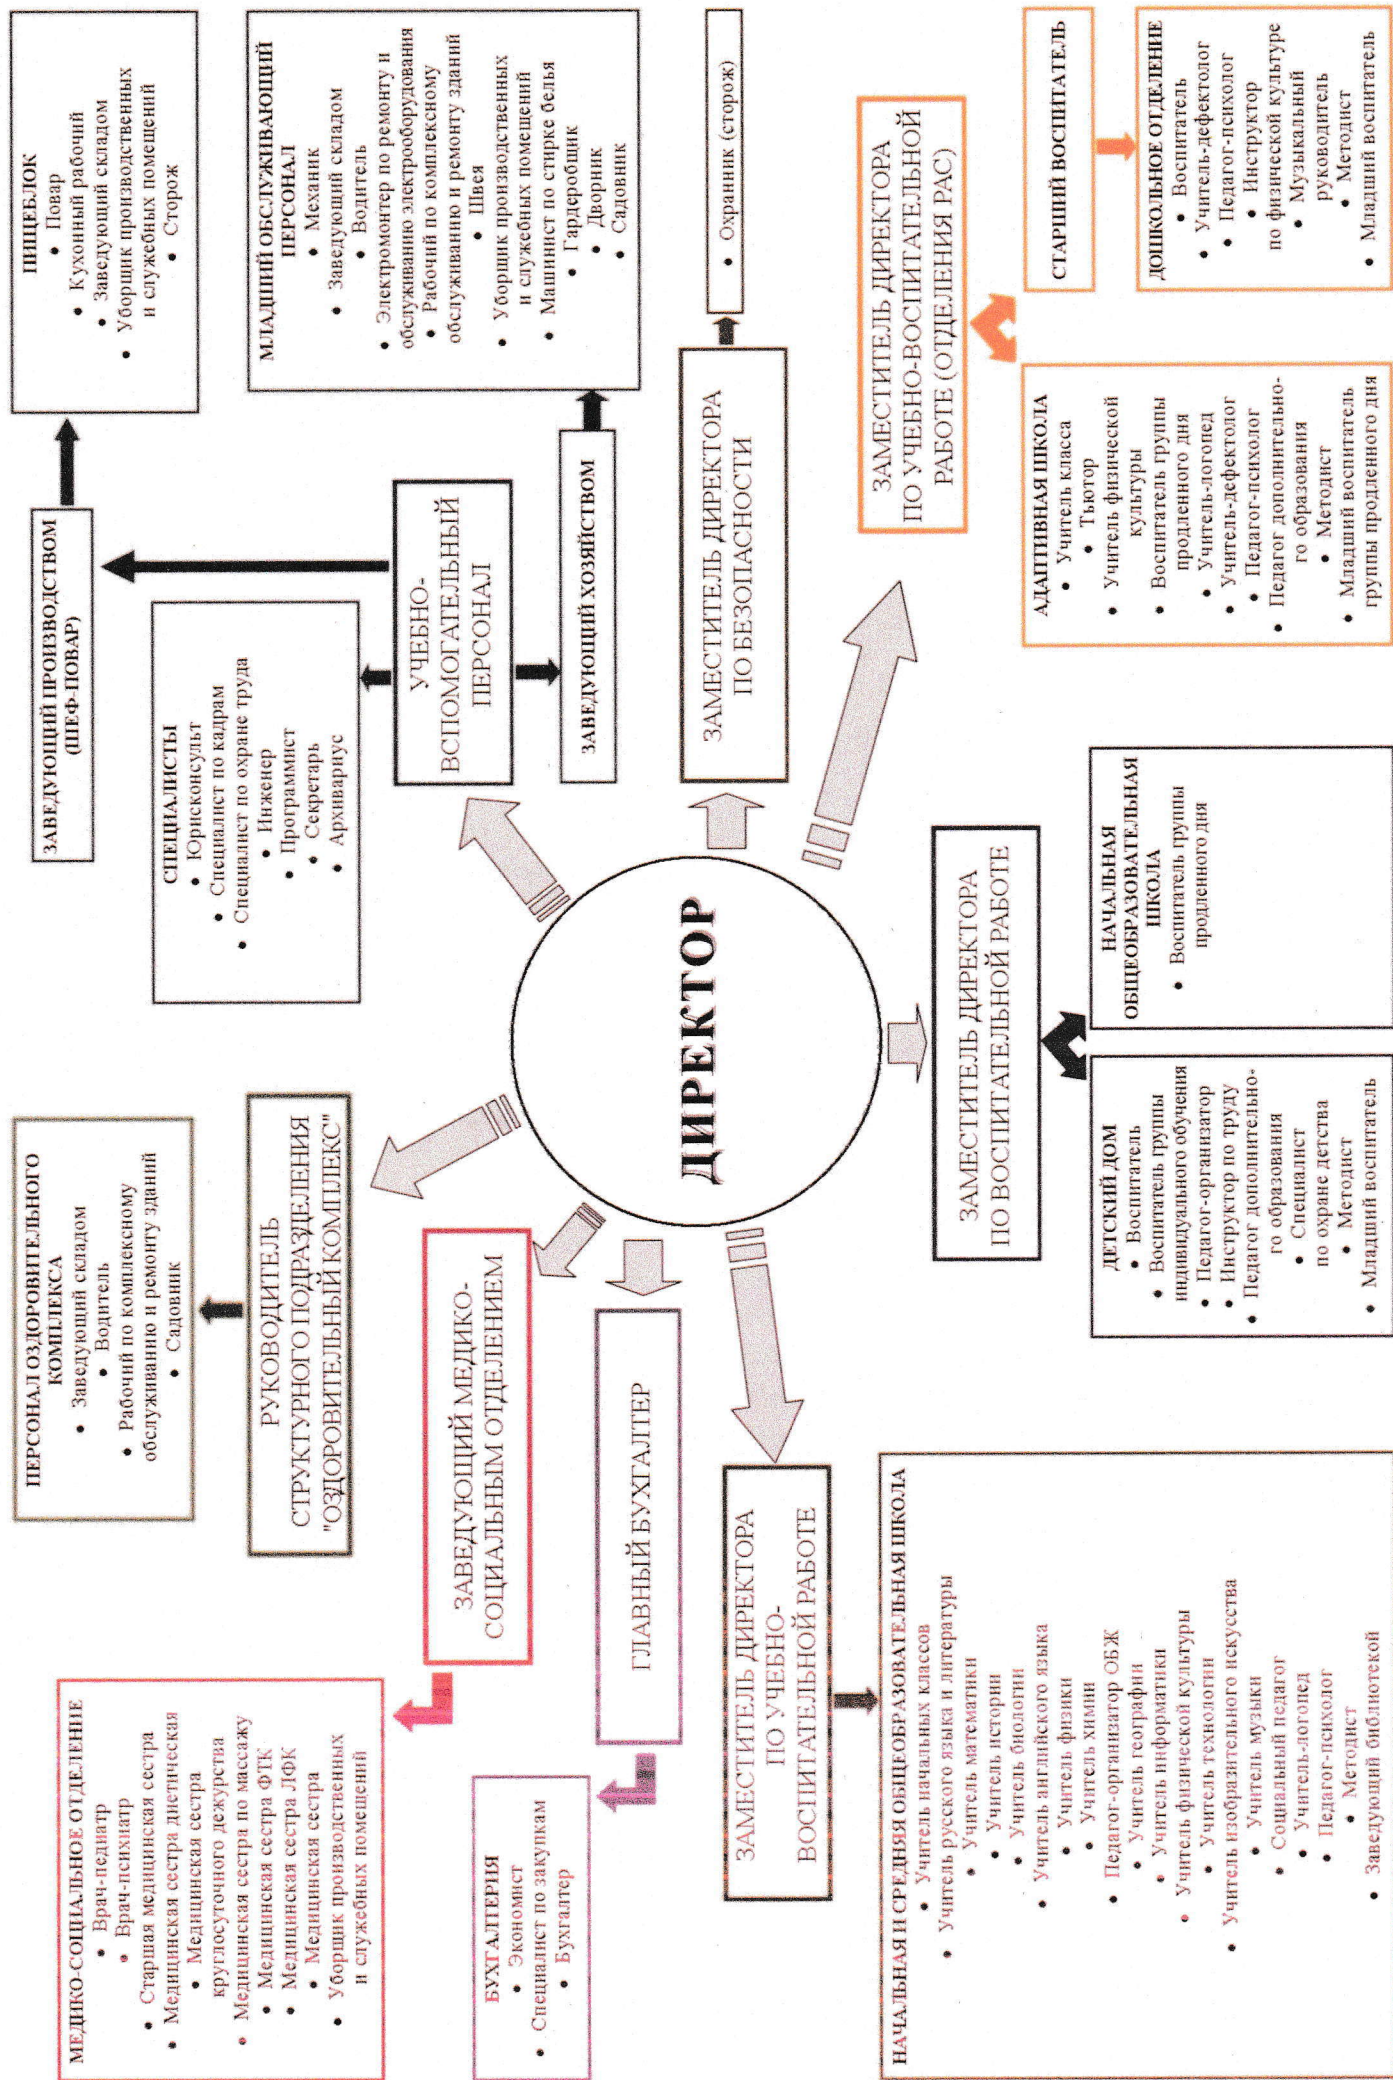 МЕДИКО-СОЦИАЛЬНОЕ ОТДЕЛЕНИЕ
• Врач-педиатр
• Врач-психиатр
• Старшая медицинская сестра
• Медицинская сестра диетическая
• Медицинская сестра
круглосуточного дежурства
• Медицинская сестра по массажу
• Медицинская сестра ФТК
• Медицинская сестра ЛФК
• Медицинская сестра
• Уборщик производственных
и служебных помещений
ПЕРСОНАЛ ОЗДОРОВИТЕЛЬНОГО
КОМПЛЕКСА
• Заведующий складом
• Водитель
• Рабочий по комплексному
обслуживанию и ремонту зданий
• Садовник
ЗАВЕДУЮЩИЙ ПРОИЗВОДСТВОМ
(ШЕФ-ПОВАР)
ПИЩЕБЛОК
• Повар
• Кухонный рабочий
• Заведующий складом
• Уборщик производственных
и служебных помещений
• Сторож
СПЕЦИАЛИСТЫ
• Юрисконсульт
• Специалист по кадрам
• Специалист по охране труда
• Инженер
• Программист
• Секретарь
• Архивариус
РУКОВОДИТЕЛЬ
СТРУКТУРНОГО ПОДРАЗДЕЛЕНИЯ
"ОЗДОРОВИТЕЛЬНЫЙ КОМПЛЕКС"
МЛАДШИЙ ОБСЛУЖИВАЮЩИЙ
ПЕРСОНАЛ
• Механик
• Заведующий складом
• Водитель
• Электромонтер по ремонту и
обслуживанию электрооборудования
• Рабочий по комплексному
обслуживанию и ремонту зданий
• Швея
• Уборщик производственных
и служебных помещений
• Машинист по стирке белья
• Гардеробщик
• Дворник
• Садовник
УЧЕБНО-
ВСПОМОГАТЕЛЬНЫЙ
ПЕРСОНАЛ
ЗАВЕДУЮЩИЙ МЕДИКО-
СОЦИАЛЬНЫМ ОТДЕЛЕНИЕМ
ЗАВЕДУЮЩИЙ ХОЗЯЙСТВОМ
БУХГАЛТЕРИЯ
• Экономист
• Специалист по закупкам
• Бухгалтер
ГЛАВНЫЙ БУХГАЛТЕР
ДИРЕКТОР
ЗАМЕСТИТЕЛЬ ДИРЕКТОРА
ПО БЕЗОПАСНОСТИ
• Охранник (сторож)
ЗАМЕСТИТЕЛЬ ДИРЕКТОРА
ПО УЧЕБНО-
ВОСПИТАТЕЛЬНОЙ РАБОТЕ
НАЧАЛЬНАЯ И СРЕДНЯЯ ОБЩЕОБРАЗОВАТЕЛЬНАЯ ШКОЛА
• Учитель начальных классов
• Учитель русского языка и литературы
• Учитель математики
• Учитель истории
• Учитель биологии
• Учитель английского языка
• Учитель физики
• Учитель химии
• Педагог-организатор ОБЖ
• Учитель географии
• Учитель информатики
• Учитель физической культуры
• Учитель технологии
• Учитель изобразительного искусства
• Учитель музыки
• Социальный педагог
• Учитель-логопед
• Педагог-психолог
• Методист
• Заведующий библиотекой
ЗАМЕСТИТЕЛЬ ДИРЕКТОРА
ПО ВОСПИТАТЕЛЬНОЙ РАБОТЕ
ДЕТСКИЙ ДОМ
• Воспитатель
• Воспитатель группы
индивидуального обучения
• Педагог-организатор
• Инструктор по труду
• Педагог дополнительно-
го образования
• Специалист
по охране детства
• Методист
• Младший воспитатель
НАЧАЛЬНАЯ
ОБЩЕОБРАЗОВАТЕЛЬНАЯ
ШКОЛА
• Воспитатель группы
продленного дня
ЗАМЕСТИТЕЛЬ ДИРЕКТОРА
ПО УЧЕБНО-ВОСПИТАТЕЛЬНОЙ
РАБОТЕ (ОТДЕЛЕНИЯ РАС)
АДАПТИВНАЯ ШКОЛА
• Учитель класса
• Тьютор
• Учитель физической
культуры
• Воспитатель группы
продленного дня
• Учитель-логопед
• Учитель-дефектолог
• Педагог-психолог
• Педагог дополнительно-
го образования
• Методист
• Младший воспитатель
группы продленного дня
СТАРШИЙ ВОСПИТАТЕЛЬ
ДОШКОЛЬНОЕ ОТДЕЛЕНИЕ
• Воспитатель
• Учитель-дефектолог
• Педагог-психолог
• Инструктор
по физической культуре
• Музыкальный
руководитель
• Методист
• Младший воспитатель